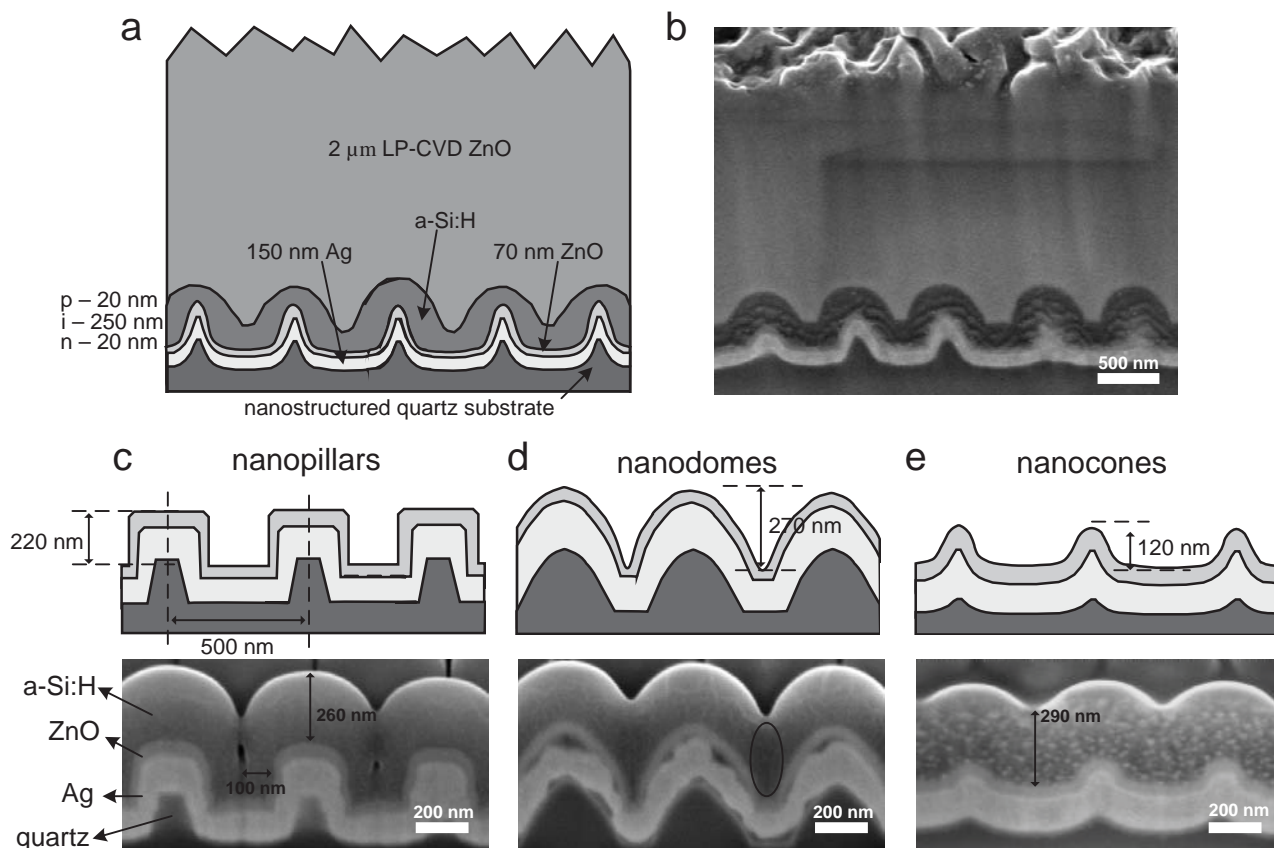 a
2 μm LP-CVD ZnO
a-Si:H
150 nm Ag
70 nm ZnO
p – 20 nm
i – 250 nm
n – 20 nm
nanostructured quartz substrate
b
500 nm
c
nanopillars
220 nm
500 nm
a-Si:H
ZnO
Ag
quartz
260 nm
100 nm
200 nm
d
nanodomes
270 nm
200 nm
e
nanocones
120 nm
290 nm
200 nm